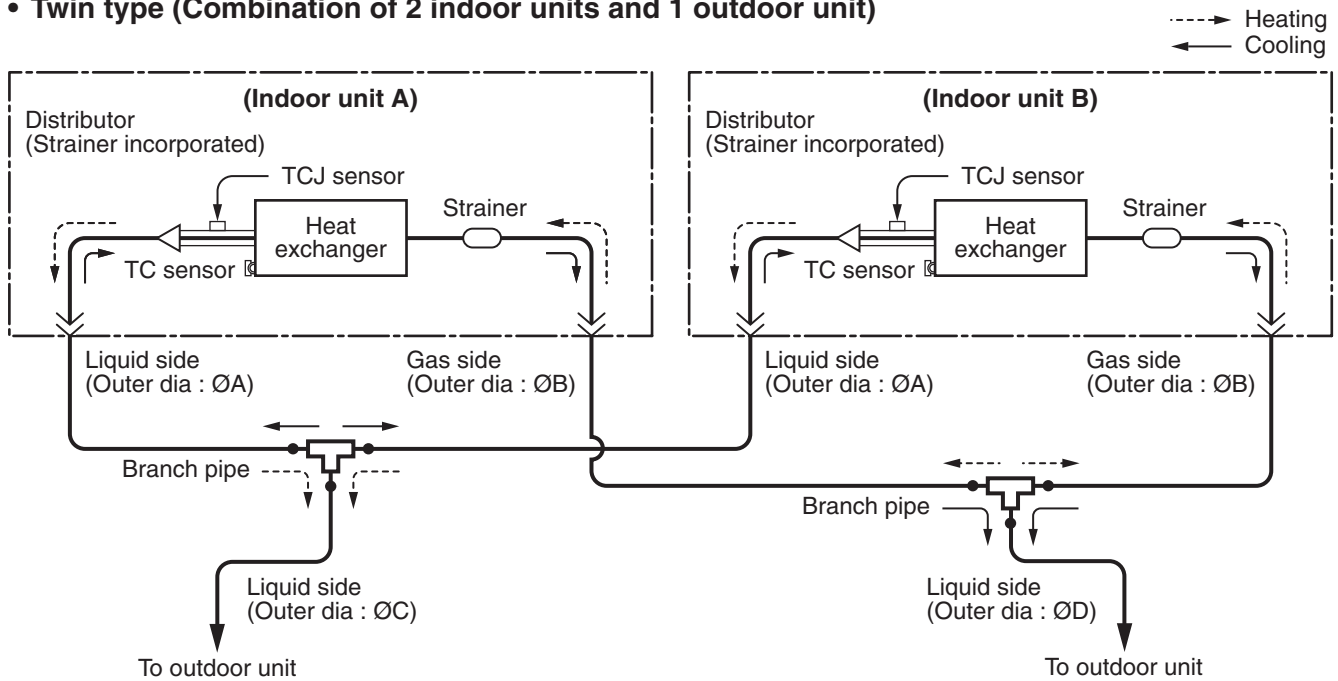 • Twin type (Combination of 2 indoor units and 1 outdoor unit)
Heating
Cooling
(Indoor unit A)
Distributor
(Strainer incorporated)
TCJ sensor
Heat
exchanger
Strainer
TC sensor
Liquid side
(Outer dia : ØA)
Gas side
(Outer dia : ØB)
(Indoor unit B)
Distributor
(Strainer incorporated)
TCJ sensor
Heat
exchanger
Strainer
TC sensor
Liquid side
(Outer dia : ØA)
Gas side
(Outer dia : ØB)
Branch pipe
Branch pipe
Liquid side
(Outer dia : ØC)
To outdoor unit
Liquid side
(Outer dia : ØD)
To outdoor unit